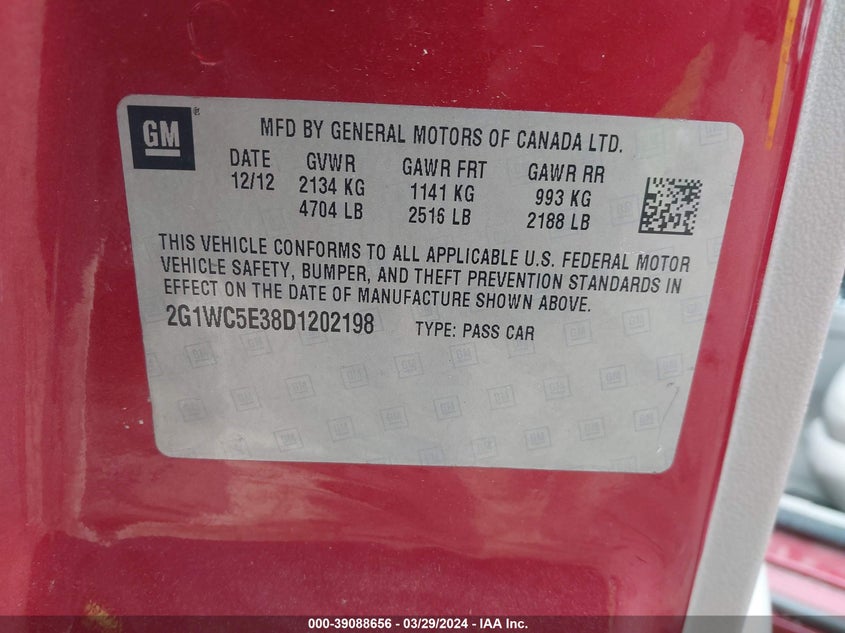 GM®
MFD BY GENERAL MOTORS OF CANADA LTD.
DATE GVWR GAWR FRT GAWR RR
12/12 2134 KG 1141 KG 993 KG
4704 LB 2516 LB 2188 LB
THIS VEHICLE CONFORMS TO ALL APPLICABLE U.S. FEDERAL MOTOR
VEHICLE SAFETY, BUMPER, AND THEFT PREVENTION STANDARDS IN
EFFECT ON THE DATE OF MANUFACTURE SHOWN ABOVE.
2G1WC5E38D1202198 TYPE: PASS CAR
000-39088656 - 03/29/2024 - IAA Inc.